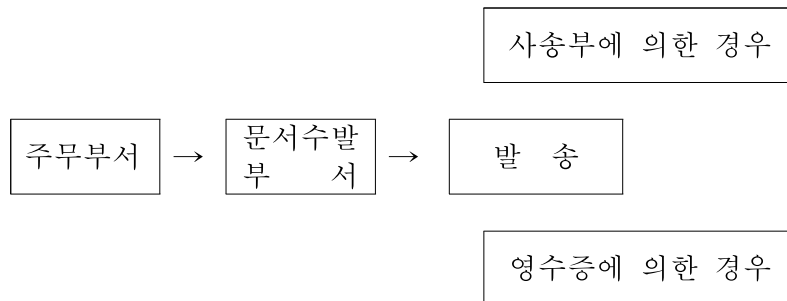 사송부에 의한 경우
주무부서 → 문서수발 → 발 송
부 서
영수증에 의한 경우